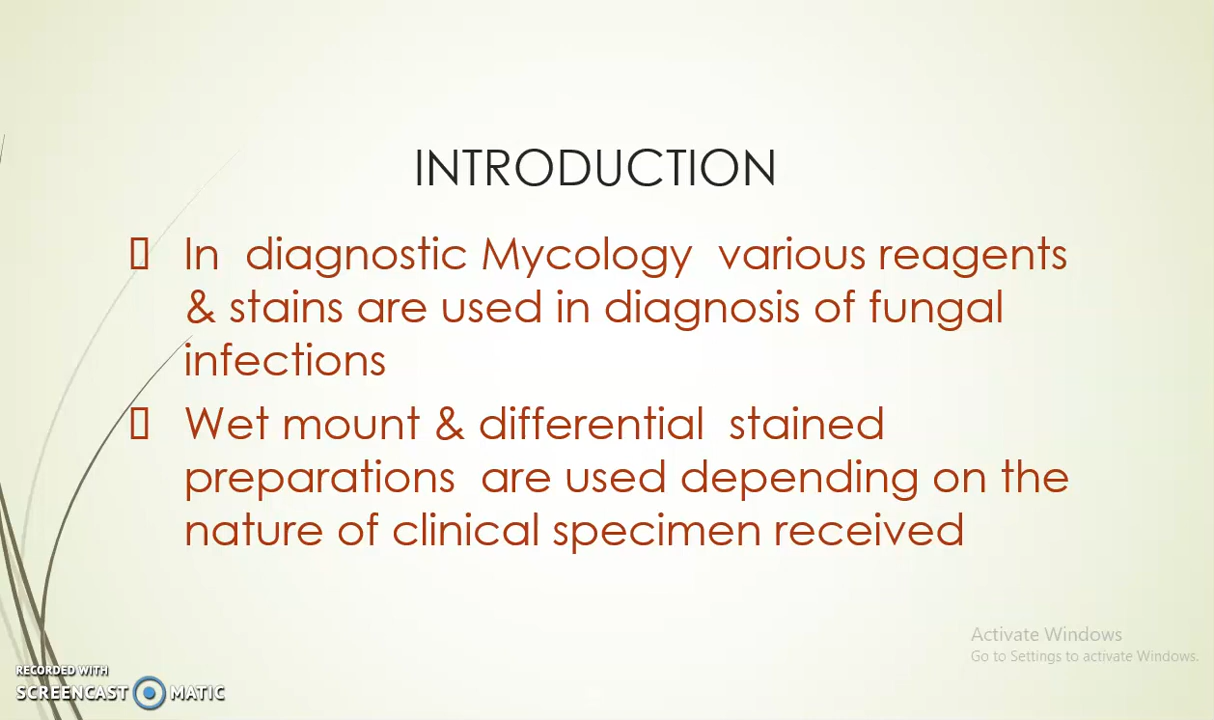 INTRODUCTION
In diagnostic Mycology various reagents
& stains are used in diagnosis of fungal
infections
Wet mount & differential stained
preparations are used depending on the
nature of clinical specimen received
Activate Windows
Go to Settings to activate Windows.
RECORDED WITH
SCREENCAST MATIC